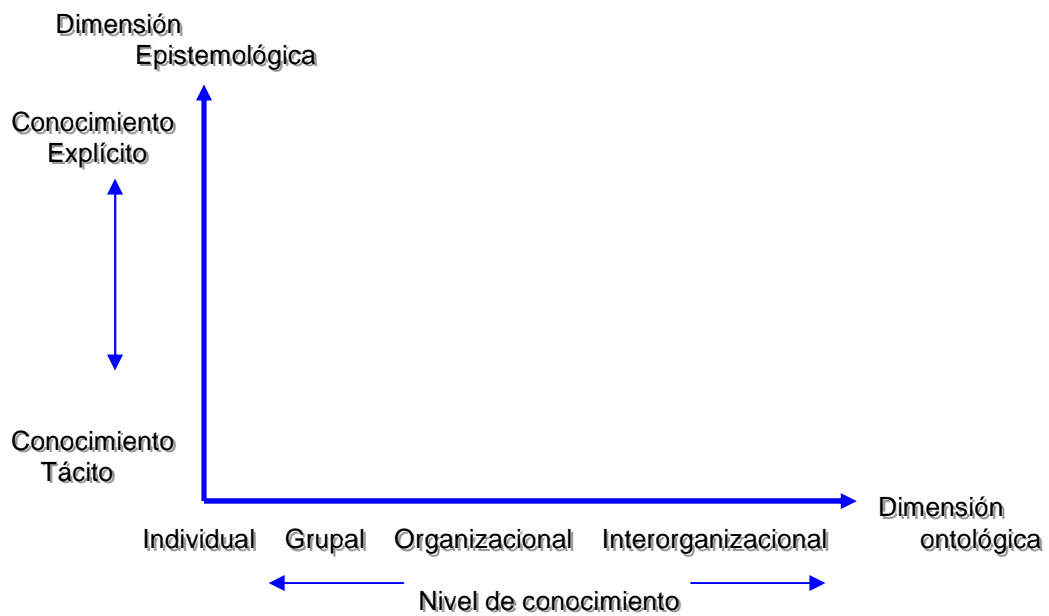 Dimensión
Epistemológica
Conocimiento
Explícito
Conocimiento
Tácito
Dimensión
ontológica
Individual Grupal Organizacional Interorganizacional
Nivel de conocimiento